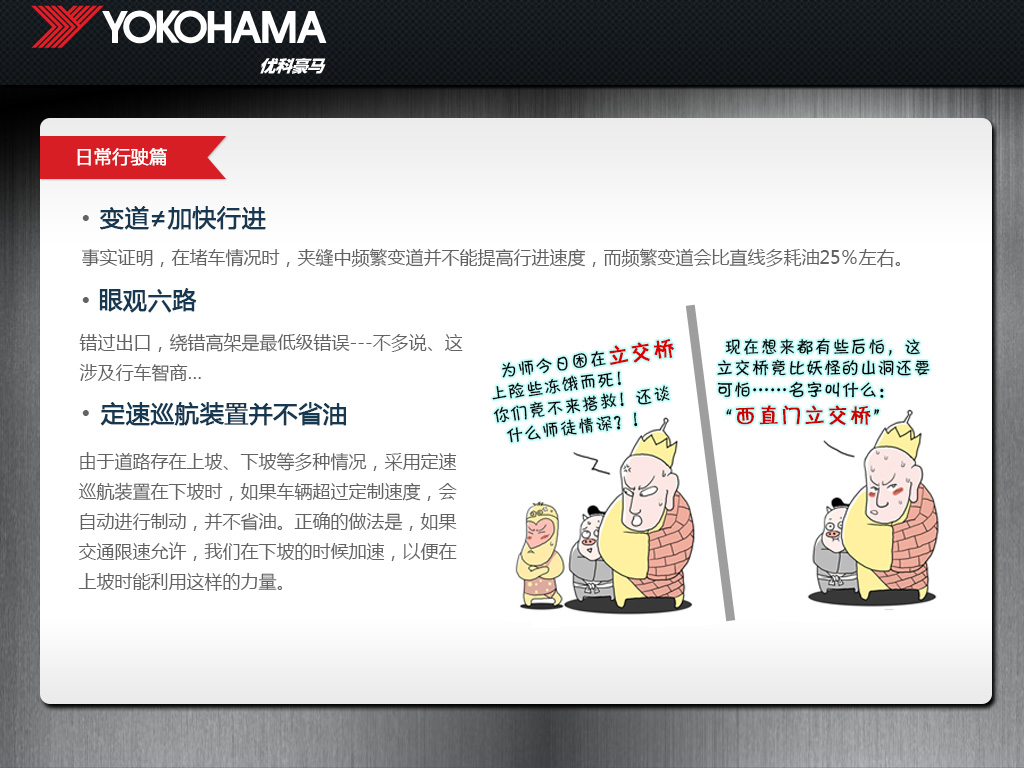 YOKOHAMA
优科豪马
日常行驶篇
• 变道≠加快行进
事实证明，在堵车情况时，夹缝中频繁变道并不能提高行进速度，而频繁变道会比直线多耗油25%左右。
• 眼观六路
错过出口，绕错高架是最低级错误---不多说、这
涉及行车智商...
• 定速巡航装置并不省油
由于道路存在上坡、下坡等多种情况，采用定速
巡航装置在下坡时，如果车辆超过定制速度，会
自动进行制动，并不省油。正确的做法是，如果
交通限速允许，我们在下坡的时候加速，以便在
上坡时能利用这样的力量。
为师今日困在立交桥
上险些冻饿而死！
你们竟不来搭救！还谈
什么师徒情深？！
现在想来都有些后怕，这
立交桥竟比妖怪的山洞还要
可怕……名字叫什么：
“西直门立交桥”